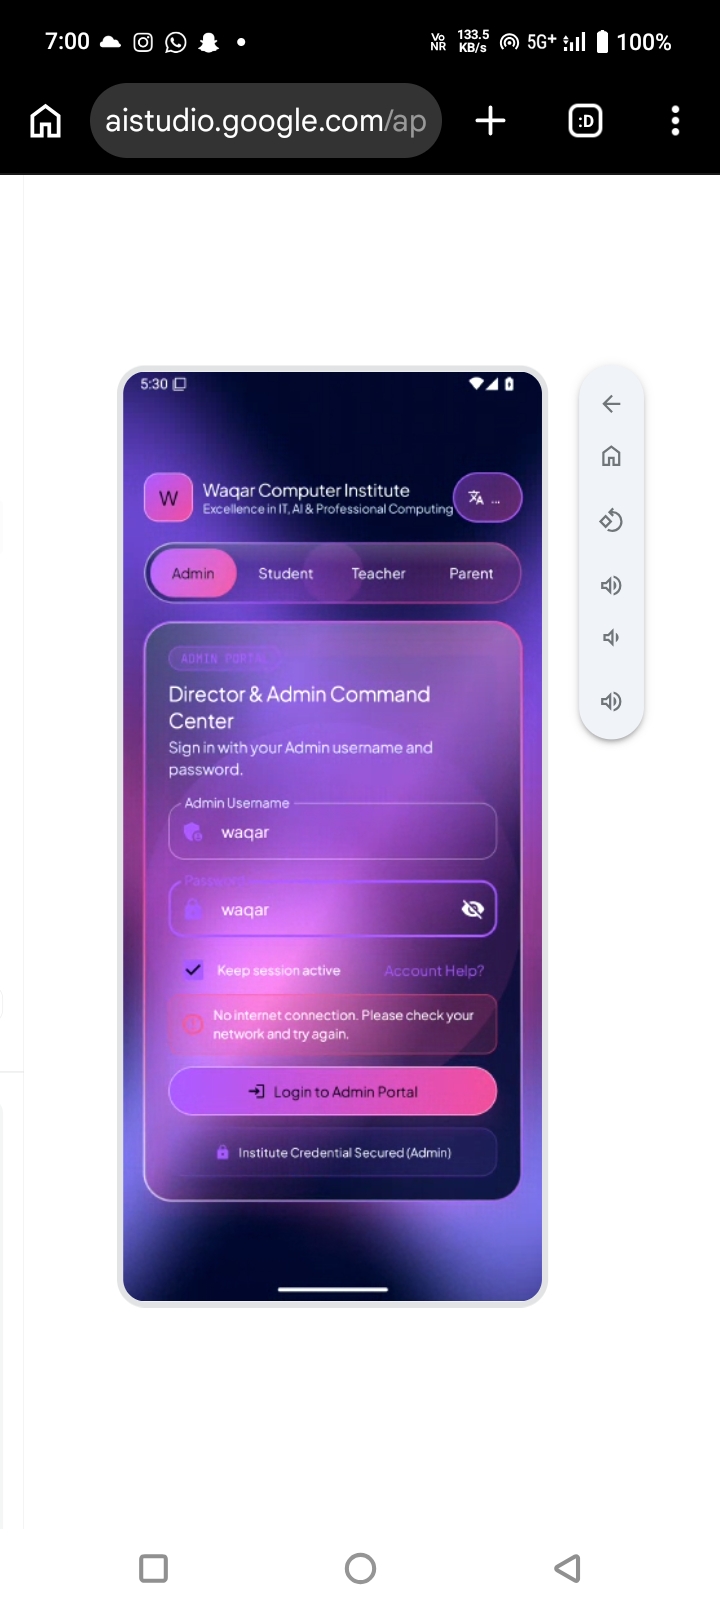 7:00
Vo NR 133.5 KB/s 5G+ 100%
aistudio.google.com/ap
:D
5:30
W
Waqar Computer Institute
Excellence in IT, AI & Professional Computing
...
Admin Student Teacher Parent
ADMIN PORTAL
Director & Admin Command
Center
Sign in with your Admin username and
password.
Admin Username
waqar
Password
waqar
Keep session active Account Help?
No internet connection. Please check your
network and try again.
Login to Admin Portal
Institute Credential Secured (Admin)